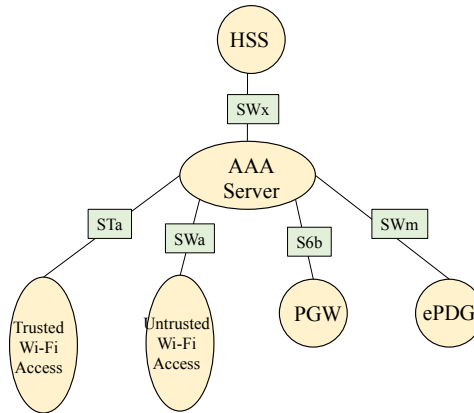 HSS
SWx
AAA
Server
STa
SWa
S6b
SWm
Trusted
Wi-Fi
Access
Untrusted
Wi-Fi
Access
PGW
ePDG